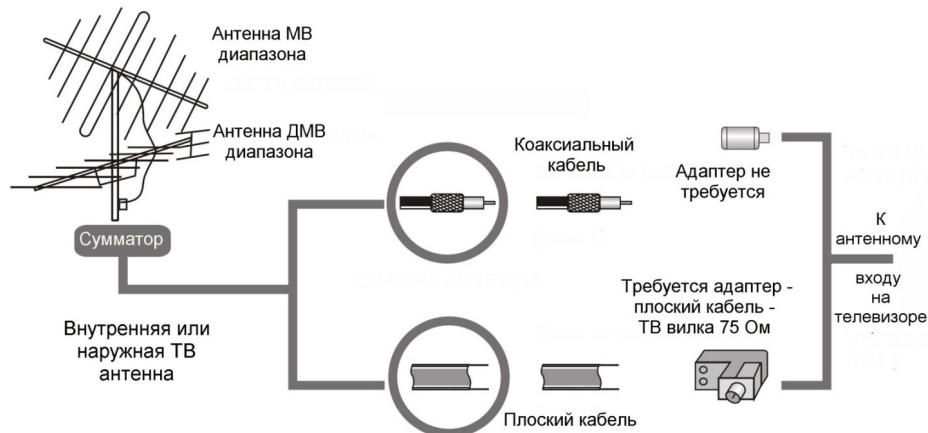 Антенна МВ
диапазона
Антенна ДМВ
диапазона
Сумматор
Внутренняя или
наружная ТВ
антенна
Коаксиальный
кабель
Плоский кабель
Адаптер не
требуется
Требуется адаптер -
плоский кабель -
ТВ вилка 75 Ом
К
антенному
входу
на
телевизоре